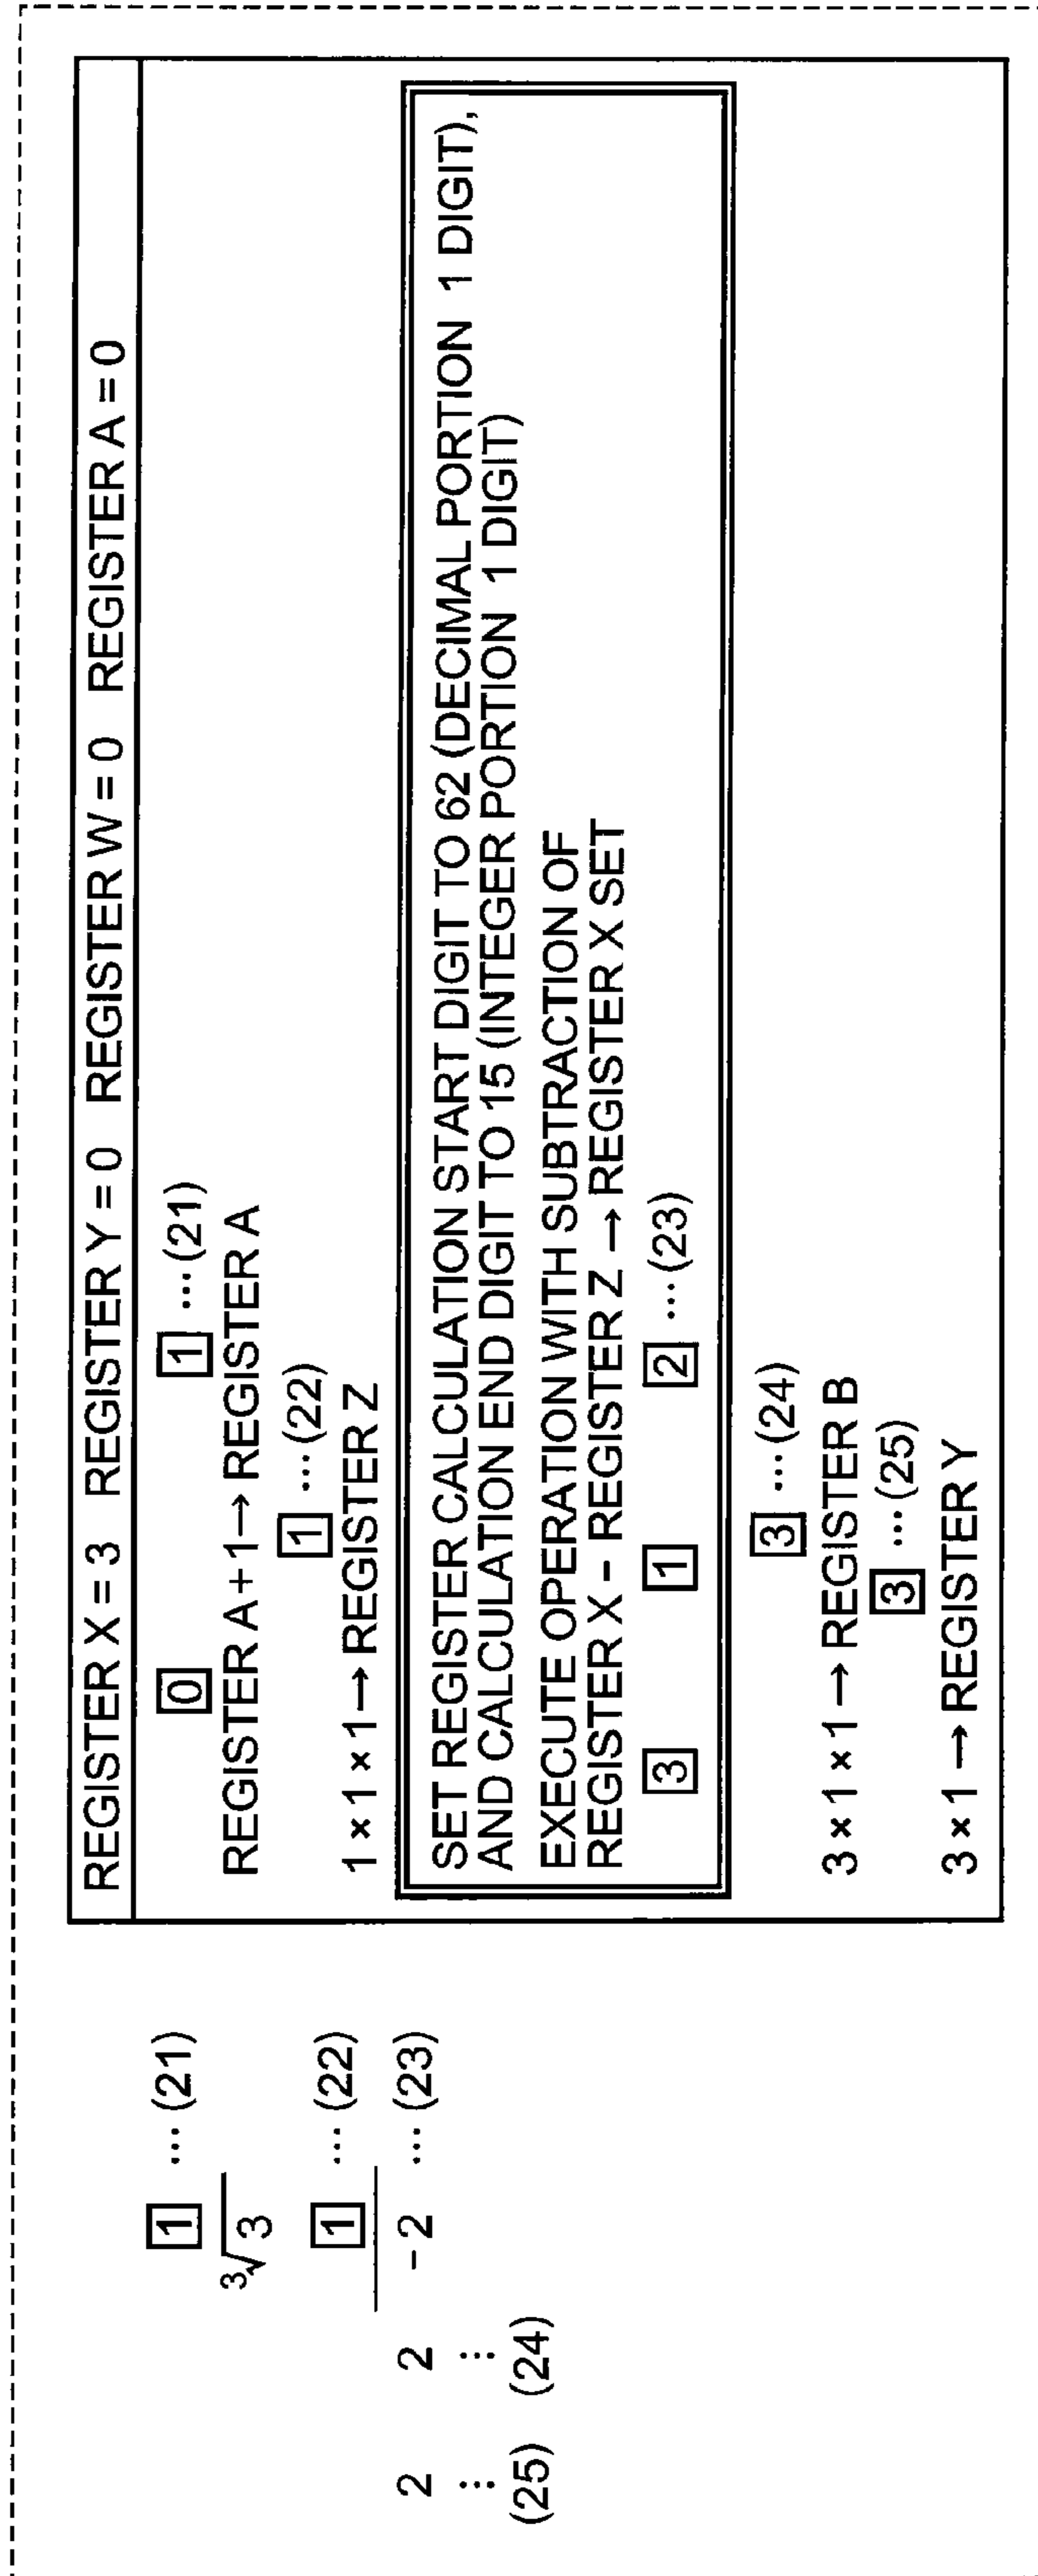 1 ... (21)
3√3
1 ... (22)
2 2 -2 ... (23)
... ...
(25) (24)
REGISTER X = 3 REGISTER Y = 0 REGISTER W = 0 REGISTER A = 0
0 1 ... (21)
REGISTER A + 1 → REGISTER A
1 ... (22)
1 × 1 × 1 → REGISTER Z
SET REGISTER CALCULATION START DIGIT TO 62 (DECIMAL PORTION 1 DIGIT),
AND CALCULATION END DIGIT TO 15 (INTEGER PORTION 1 DIGIT)
EXECUTE OPERATION WITH SUBTRACTION OF
REGISTER X – REGISTER Z → REGISTER X SET
3 1 2 ... (23)
3 ... (24)
3 × 1 × 1 → REGISTER B
3 ... (25)
3 × 1 → REGISTER Y